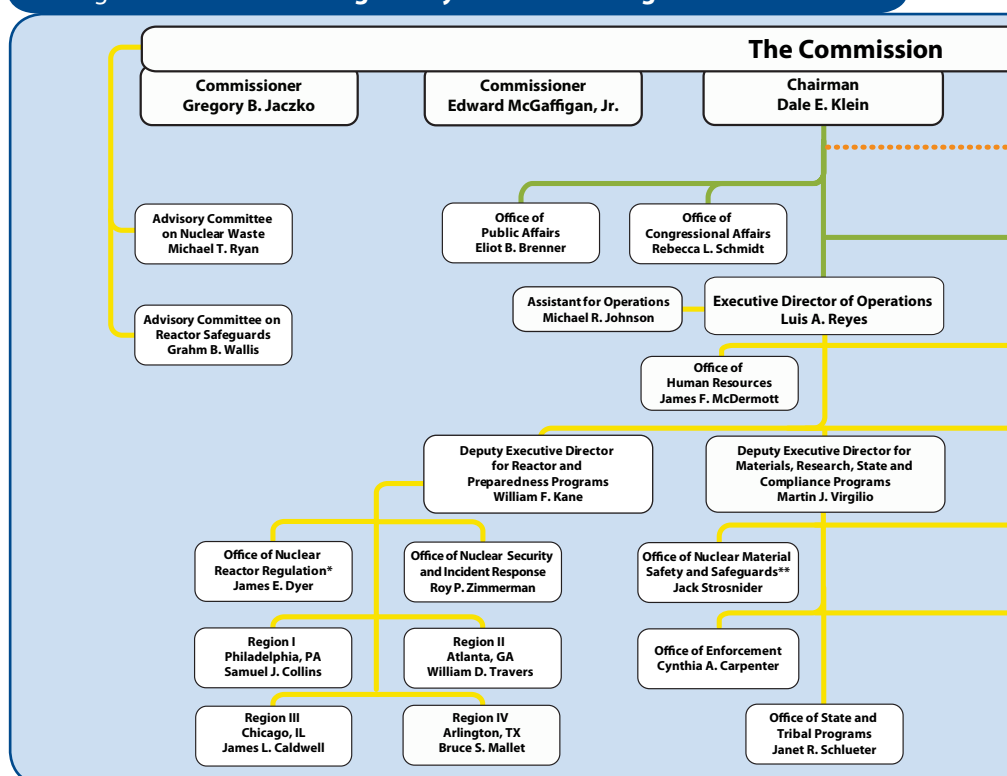 The Commission
Commissioner
Gregory B. Jaczko
Commissioner
Edward McGaffigan, Jr.
Chairman
Dale E. Klein
Advisory Committee
on Nuclear Waste
Michael T. Ryan
Office of
Public Affairs
Eliot B. Brenner
Office of
Congressional Affairs
Rebecca L. Schmidt
Assistant for Operations
Michael R. Johnson
Executive Director of Operations
Luis A. Reyes
Advisory Committee on
Reactor Safeguards
Grahm B. Wallis
Office of
Human Resources
James F. McDermott
Deputy Executive Director
for Reactor and
Preparedness Programs
William F. Kane
Deputy Executive Director for
Materials, Research, State and
Compliance Programs
Martin J. Virgilio
Office of Nuclear
Reactor Regulation*
James E. Dyer
Office of Nuclear Security
and Incident Response
Roy P. Zimmerman
Office of Nuclear Material
Safety and Safeguards**
Jack Strosnider
Region I
Philadelphia, PA
Samuel J. Collins
Region II
Atlanta, GA
William D. Travers
Office of Enforcement
Cynthia A. Carpenter
Region III
Chicago, IL
James L. Caldwell
Region IV
Arlington, TX
Bruce S. Mallet
Office of State and
Tribal Programs
Janet R. Schlueter